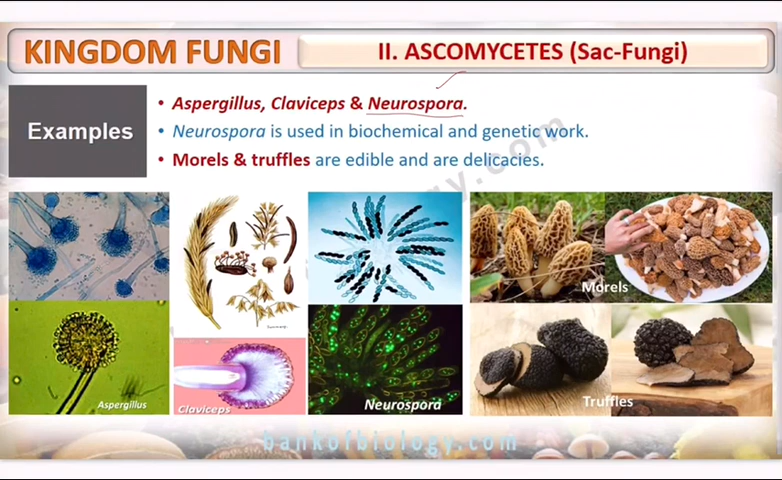 KINGDOM FUNGI
II. ASCOMYCETES (Sac-Fungi)
Examples
• Aspergillus, Claviceps & Neurospora.
• Neurospora is used in biochemical and genetic work.
• Morels & truffles are edible and are delicacies.
Morels
Aspergillus
Claviceps
Neurospora
Truffles
bankofbiology.com